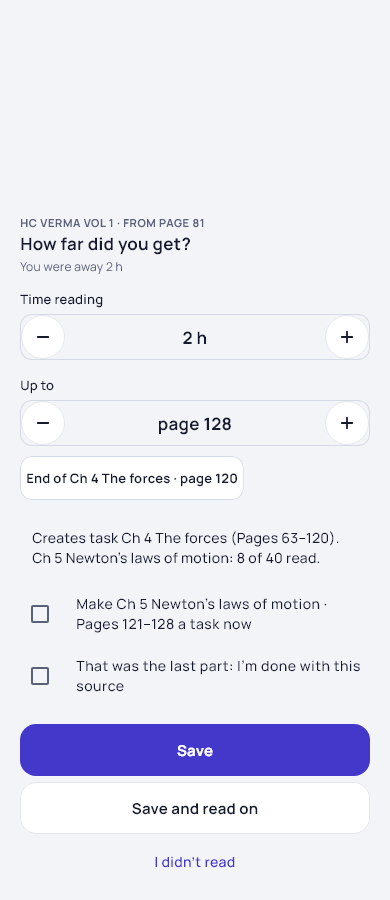 HC VERMA VOL 1 · FROM PAGE 81
How far did you get?
You were away 2 h
Time reading
2 h
Up to
page 128
End of Ch 4 The forces · page 120
Creates task Ch 4 The forces (Pages 63–120).
Ch 5 Newton's laws of motion: 8 of 40 read.
Make Ch 5 Newton's laws of motion ·
Pages 121–128 a task now
That was the last part: I'm done with this
source
Save
Save and read on
I didn't read